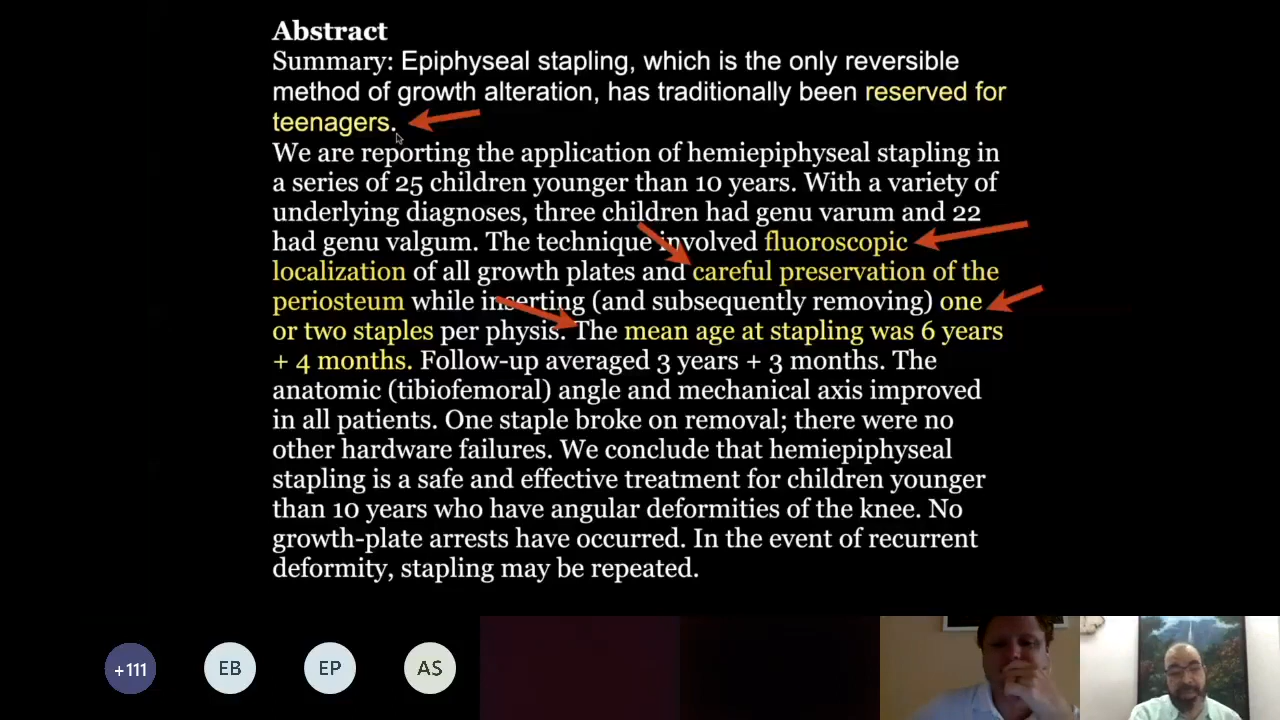 Abstract
Summary: Epiphyseal stapling, which is the only reversible
method of growth alteration, has traditionally been reserved for
teenagers.
We are reporting the application of hemiepiphyseal stapling in
a series of 25 children younger than 10 years. With a variety of
underlying diagnoses, three children had genu varum and 22
had genu valgum. The technique involved fluoroscopic
localization of all growth plates and careful preservation of the
periosteum while inserting (and subsequently removing) one
or two staples per physis. The mean age at stapling was 6 years
+ 4 months. Follow-up averaged 3 years + 3 months. The
anatomic (tibiofemoral) angle and mechanical axis improved
in all patients. One staple broke on removal; there were no
other hardware failures. We conclude that hemiepiphyseal
stapling is a safe and effective treatment for children younger
than 10 years who have angular deformities of the knee. No
growth-plate arrests have occurred. In the event of recurrent
deformity, stapling may be repeated.
+111 EB EP AS